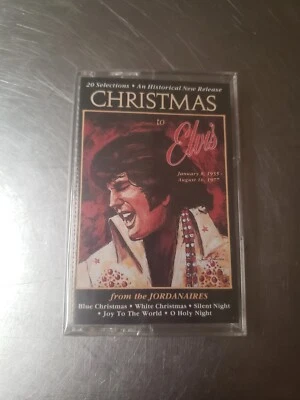 20 Selections • An Historical New Release
CHRISTMAS
to
Elvis
January 8, 1935
August 16, 1977
from the JORDANAIRES
Blue Christmas • White Christmas • Silent Night
• Joy To The World • O Holy Night